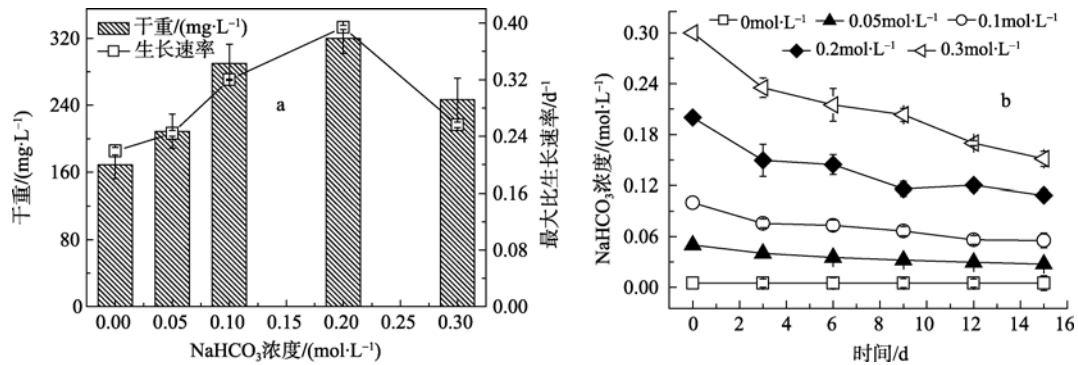 干重/(mg·L⁻¹)
生长速率
a
320
240
160
80
0
干重/(mg·L⁻¹)
0.40
0.32
0.24
0.16
0.08
0.00
最大比生长速率/d⁻¹
0.00 0.05 0.10 0.15 0.20 0.25 0.30
NaHCO₃浓度/(mol·L⁻¹)
0mol·L⁻¹ 0.05mol·L⁻¹ 0.1mol·L⁻¹
0.2mol·L⁻¹ 0.3mol·L⁻¹
b
0.30
0.24
0.18
0.12
0.06
0.00
NaHCO₃浓度/(mol·L⁻¹)
0 2 4 6 8 10 12 14 16
时间/d